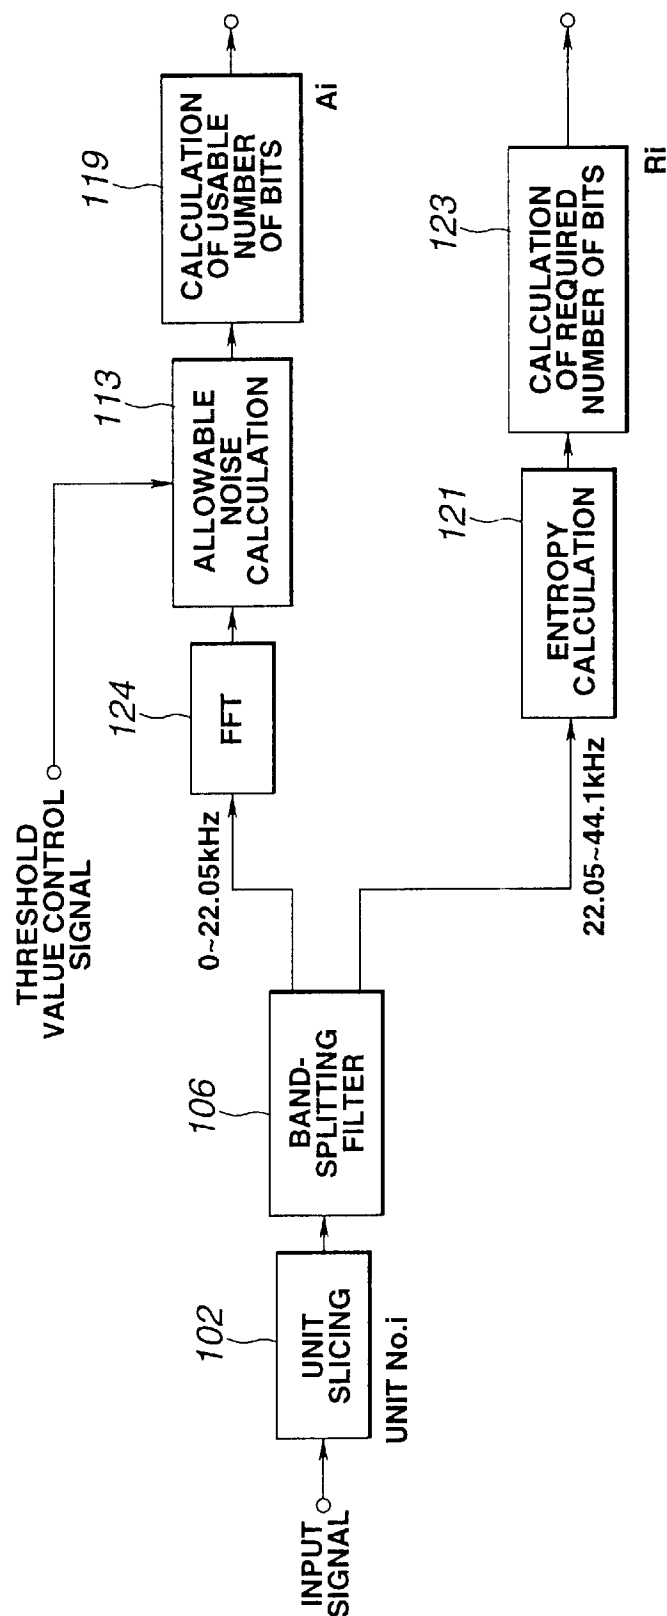 INPUT
SIGNAL
102
UNIT
SLICING
UNIT No.i
106
BAND-
SPLITTING
FILTER
THRESHOLD
VALUE CONTROL
SIGNAL
0~22.05kHz
124
FFT
113
ALLOWABLE
NOISE
CALCULATION
119
CALCULATION
OF USABLE
NUMBER
OF BITS
Ai
22.05~44.1kHz
121
ENTROPY
CALCULATION
123
CALCULATION
OF REQUIRED
NUMBER OF BITS
Ri